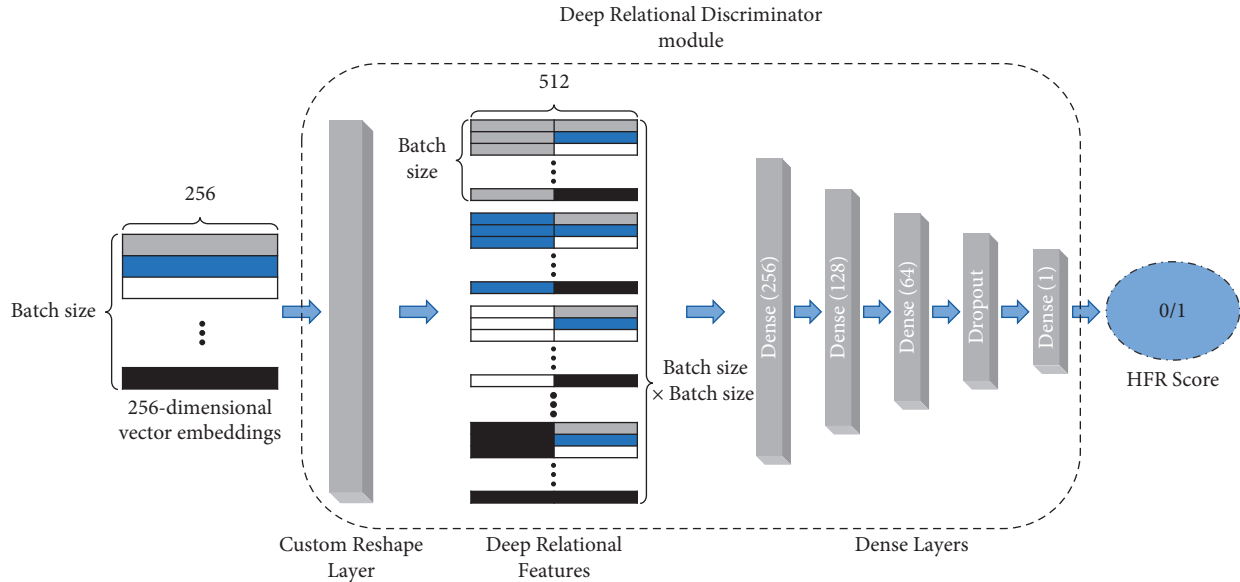 Deep Relational Discriminator
module
512
Batch
size
256
Batch size
256-dimensional
vector embeddings
Batch size
× Batch size
Dense (256)
Dense (128)
Dense (64)
Dropout
Dense (1)
0/1
HFR Score
Custom Reshape
Layer
Deep Relational
Features
Dense Layers